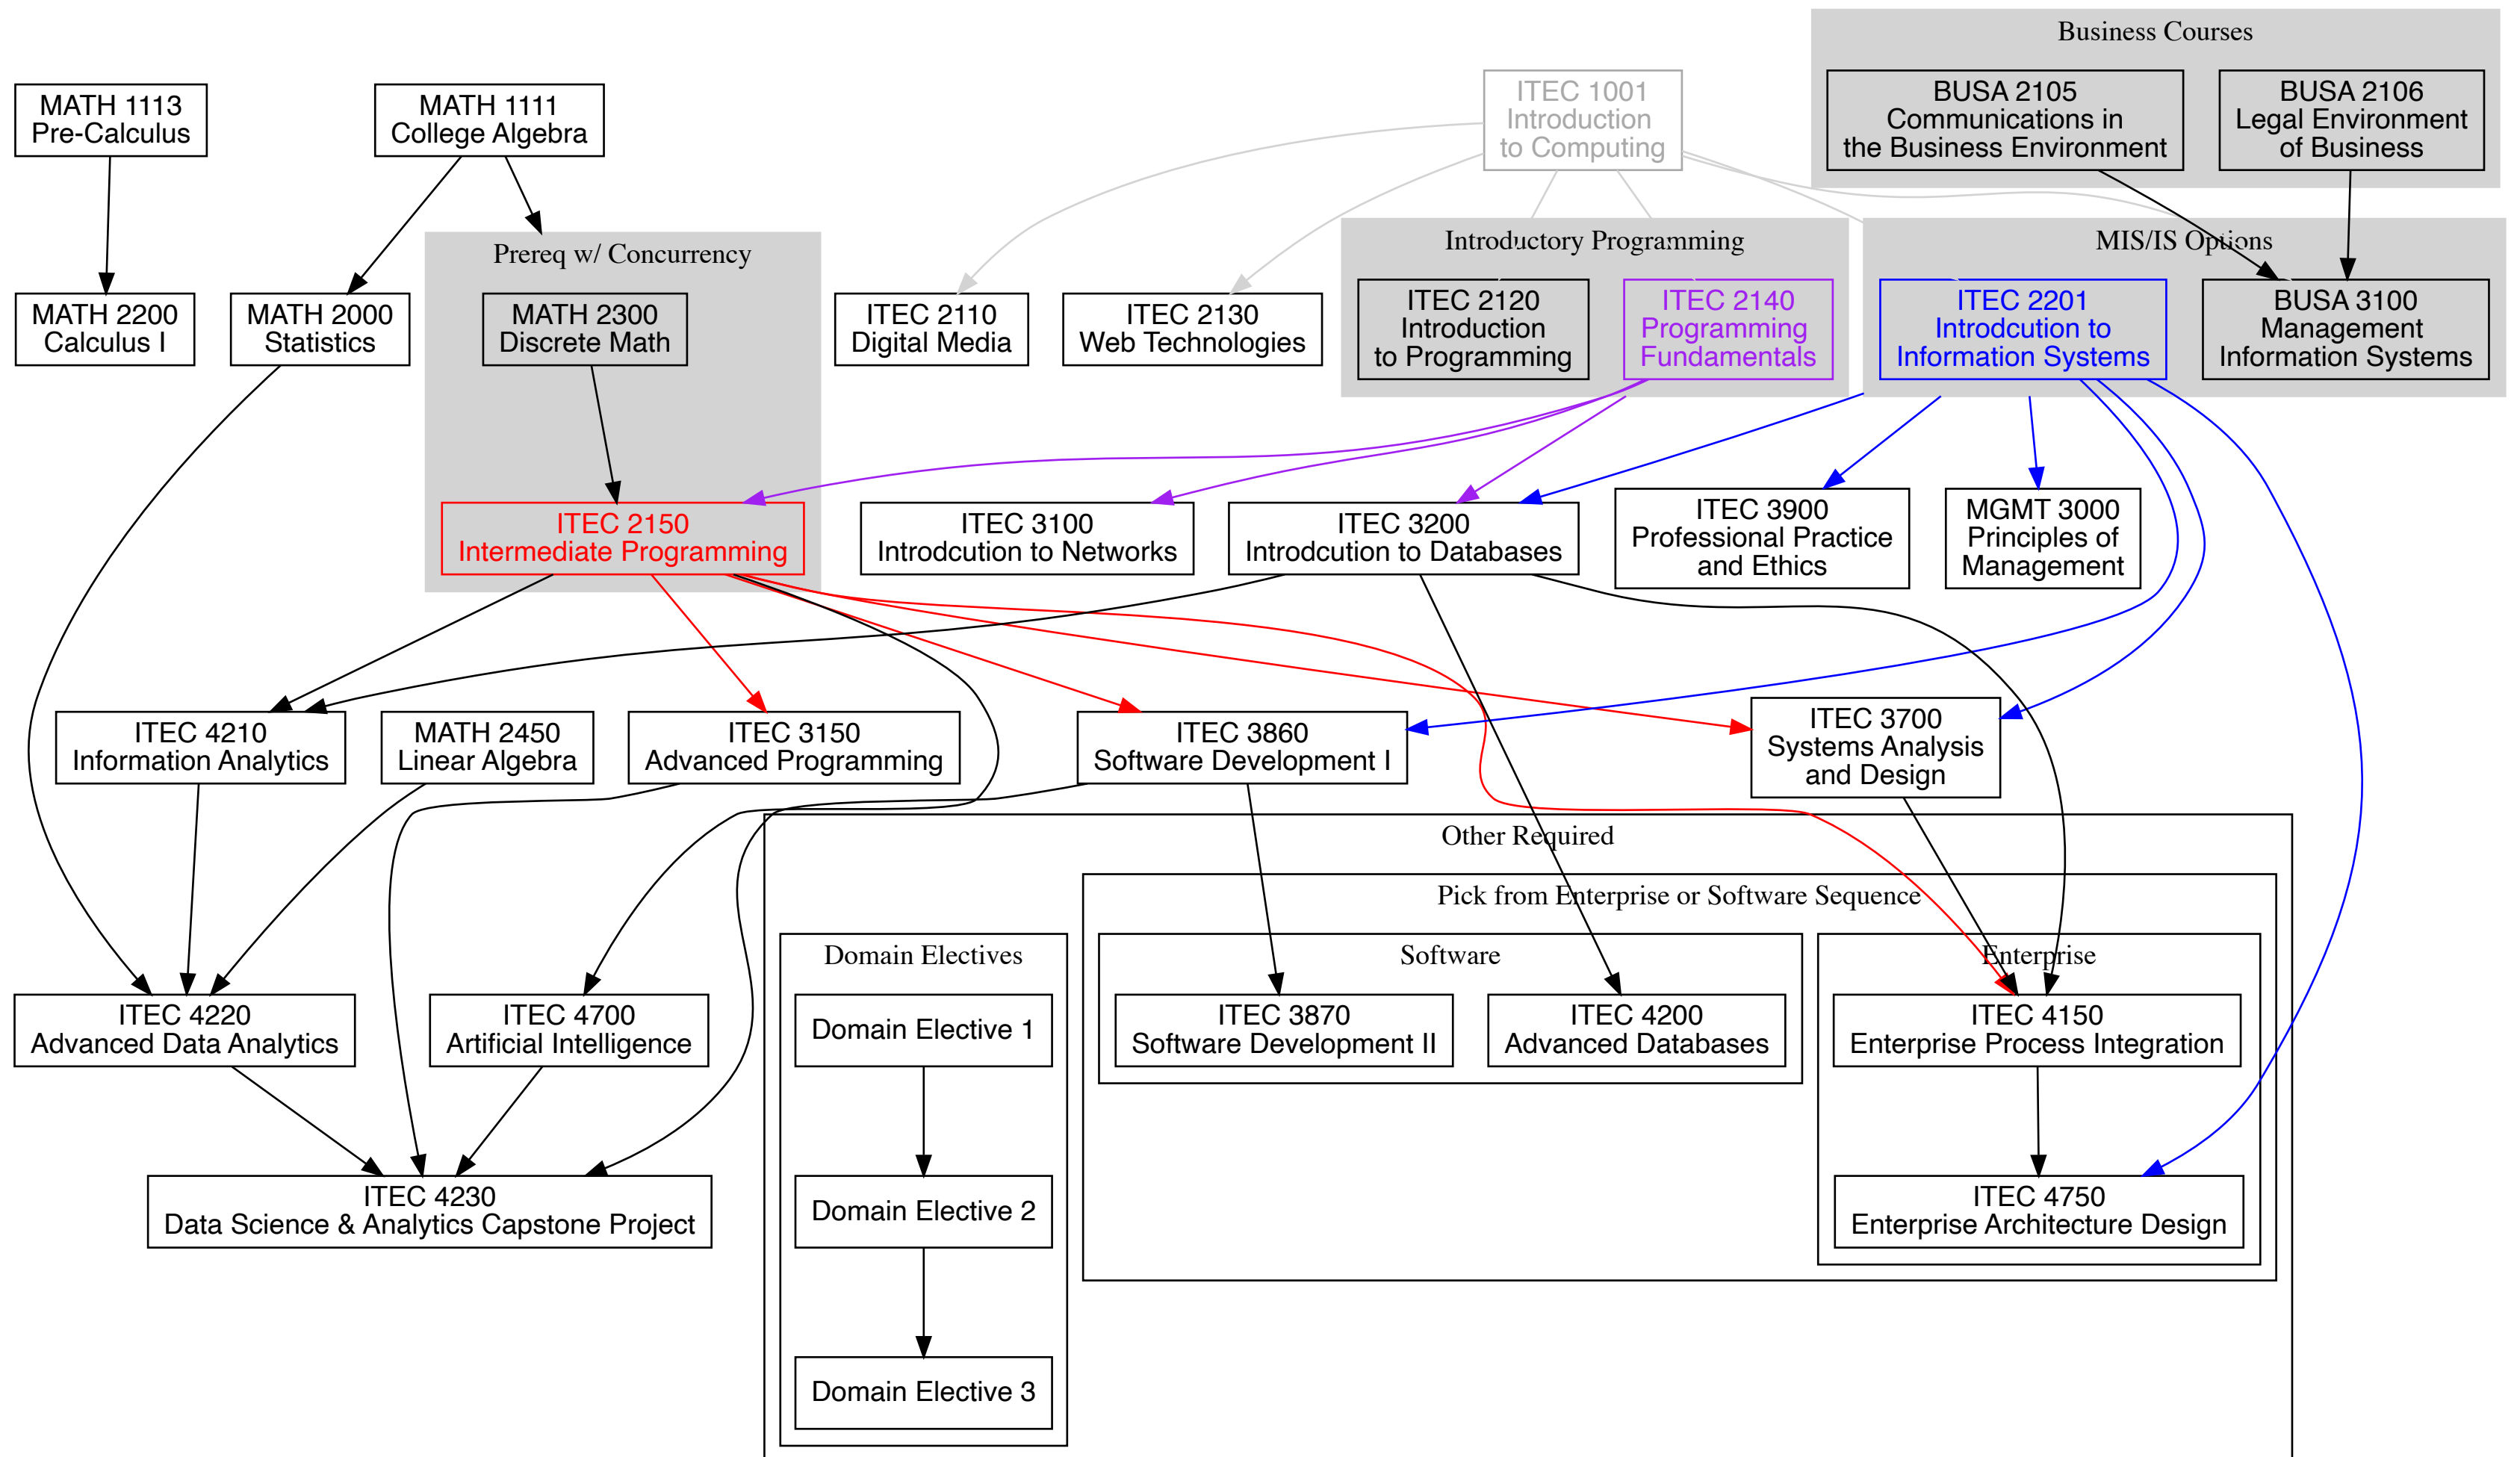 Business Courses
MATH 1113
Pre-Calculus
MATH 1111
College Algebra
ITEC 1001
Introduction
to Computing
BUSA 2105
Communications in
the Business Environment
BUSA 2106
Legal Environment
of Business
Prereq w/ Concurrency
Introductory Programming
MIS/IS Options
MATH 2200
Calculus I
MATH 2000
Statistics
MATH 2300
Discrete Math
ITEC 2110
Digital Media
ITEC 2130
Web Technologies
ITEC 2120
Introduction
to Programming
ITEC 2140
Programming
Fundamentals
ITEC 2201
Introdcution to
Information Systems
BUSA 3100
Management
Information Systems
ITEC 2150
Intermediate Programming
ITEC 3100
Introdcution to Networks
ITEC 3200
Introdcution to Databases
ITEC 3900
Professional Practice
and Ethics
MGMT 3000
Principles of
Management
ITEC 4210
Information Analytics
MATH 2450
Linear Algebra
ITEC 3150
Advanced Programming
ITEC 3860
Software Development I
ITEC 3700
Systems Analysis
and Design
Other Required
Pick from Enterprise or Software Sequence
Domain Electives
Software
Enterprise
ITEC 4220
Advanced Data Analytics
ITEC 4700
Artificial Intelligence
Domain Elective 1
ITEC 3870
Software Development II
ITEC 4200
Advanced Databases
ITEC 4150
Enterprise Process Integration
ITEC 4230
Data Science & Analytics Capstone Project
Domain Elective 2
ITEC 4750
Enterprise Architecture Design
Domain Elective 3